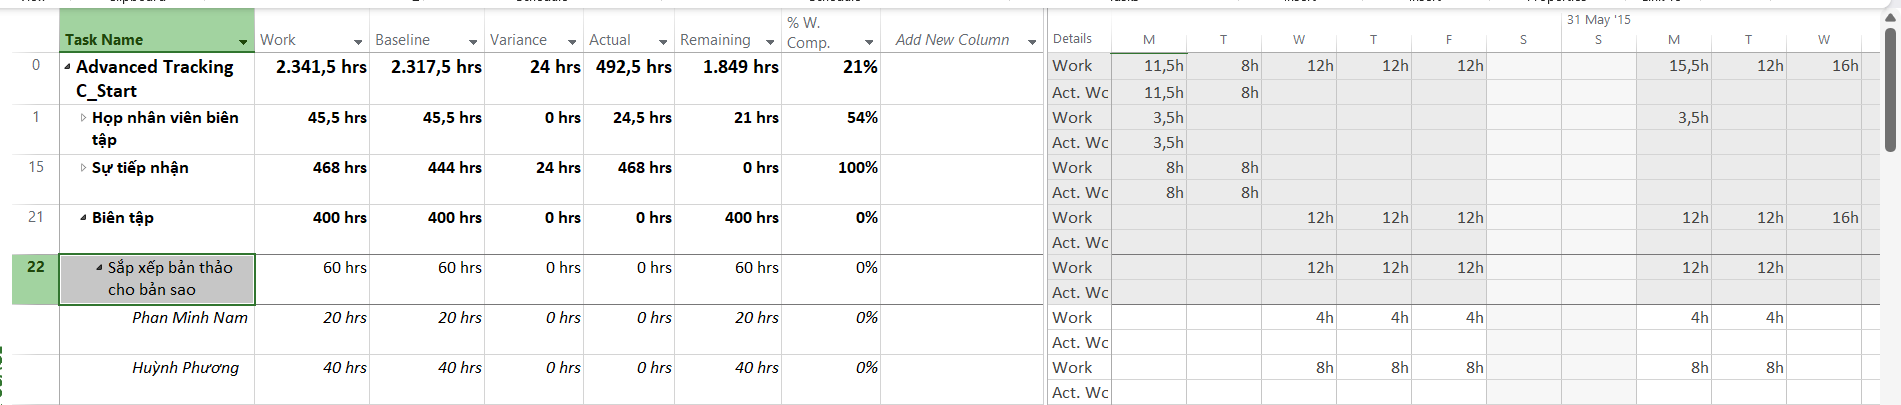 31 May '15
Task Name Work Baseline Variance Actual Remaining % W. Comp. Add New Column Details M T W T F S S M T W
0 Advanced Tracking C_Start 2.341,5 hrs 2.317,5 hrs 24 hrs 492,5 hrs 1.849 hrs 21% Work 11,5h 8h 12h 12h 12h 15,5h 12h 16h
Act. Wc 11,5h 8h
1 Họp nhân viên biên tập 45,5 hrs 45,5 hrs 0 hrs 24,5 hrs 21 hrs 54% Work 3,5h 3,5h
Act. Wc 3,5h
15 Sự tiếp nhận 468 hrs 444 hrs 24 hrs 468 hrs 0 hrs 100% Work 8h 8h
Act. Wc 8h 8h
21 Biên tập 400 hrs 400 hrs 0 hrs 0 hrs 400 hrs 0% Work 12h 12h 12h 12h 12h 16h
Act. Wc
22 Sắp xếp bản thảo cho bản sao 60 hrs 60 hrs 0 hrs 0 hrs 60 hrs 0% Work 12h 12h 12h 12h 12h
Act. Wc
Phan Minh Nam 20 hrs 20 hrs 0 hrs 0 hrs 20 hrs 0% Work 4h 4h 4h 4h 4h
Act. Wc
Huỳnh Phương 40 hrs 40 hrs 0 hrs 0 hrs 40 hrs 0% Work 8h 8h 8h 8h 8h
Act. Wc